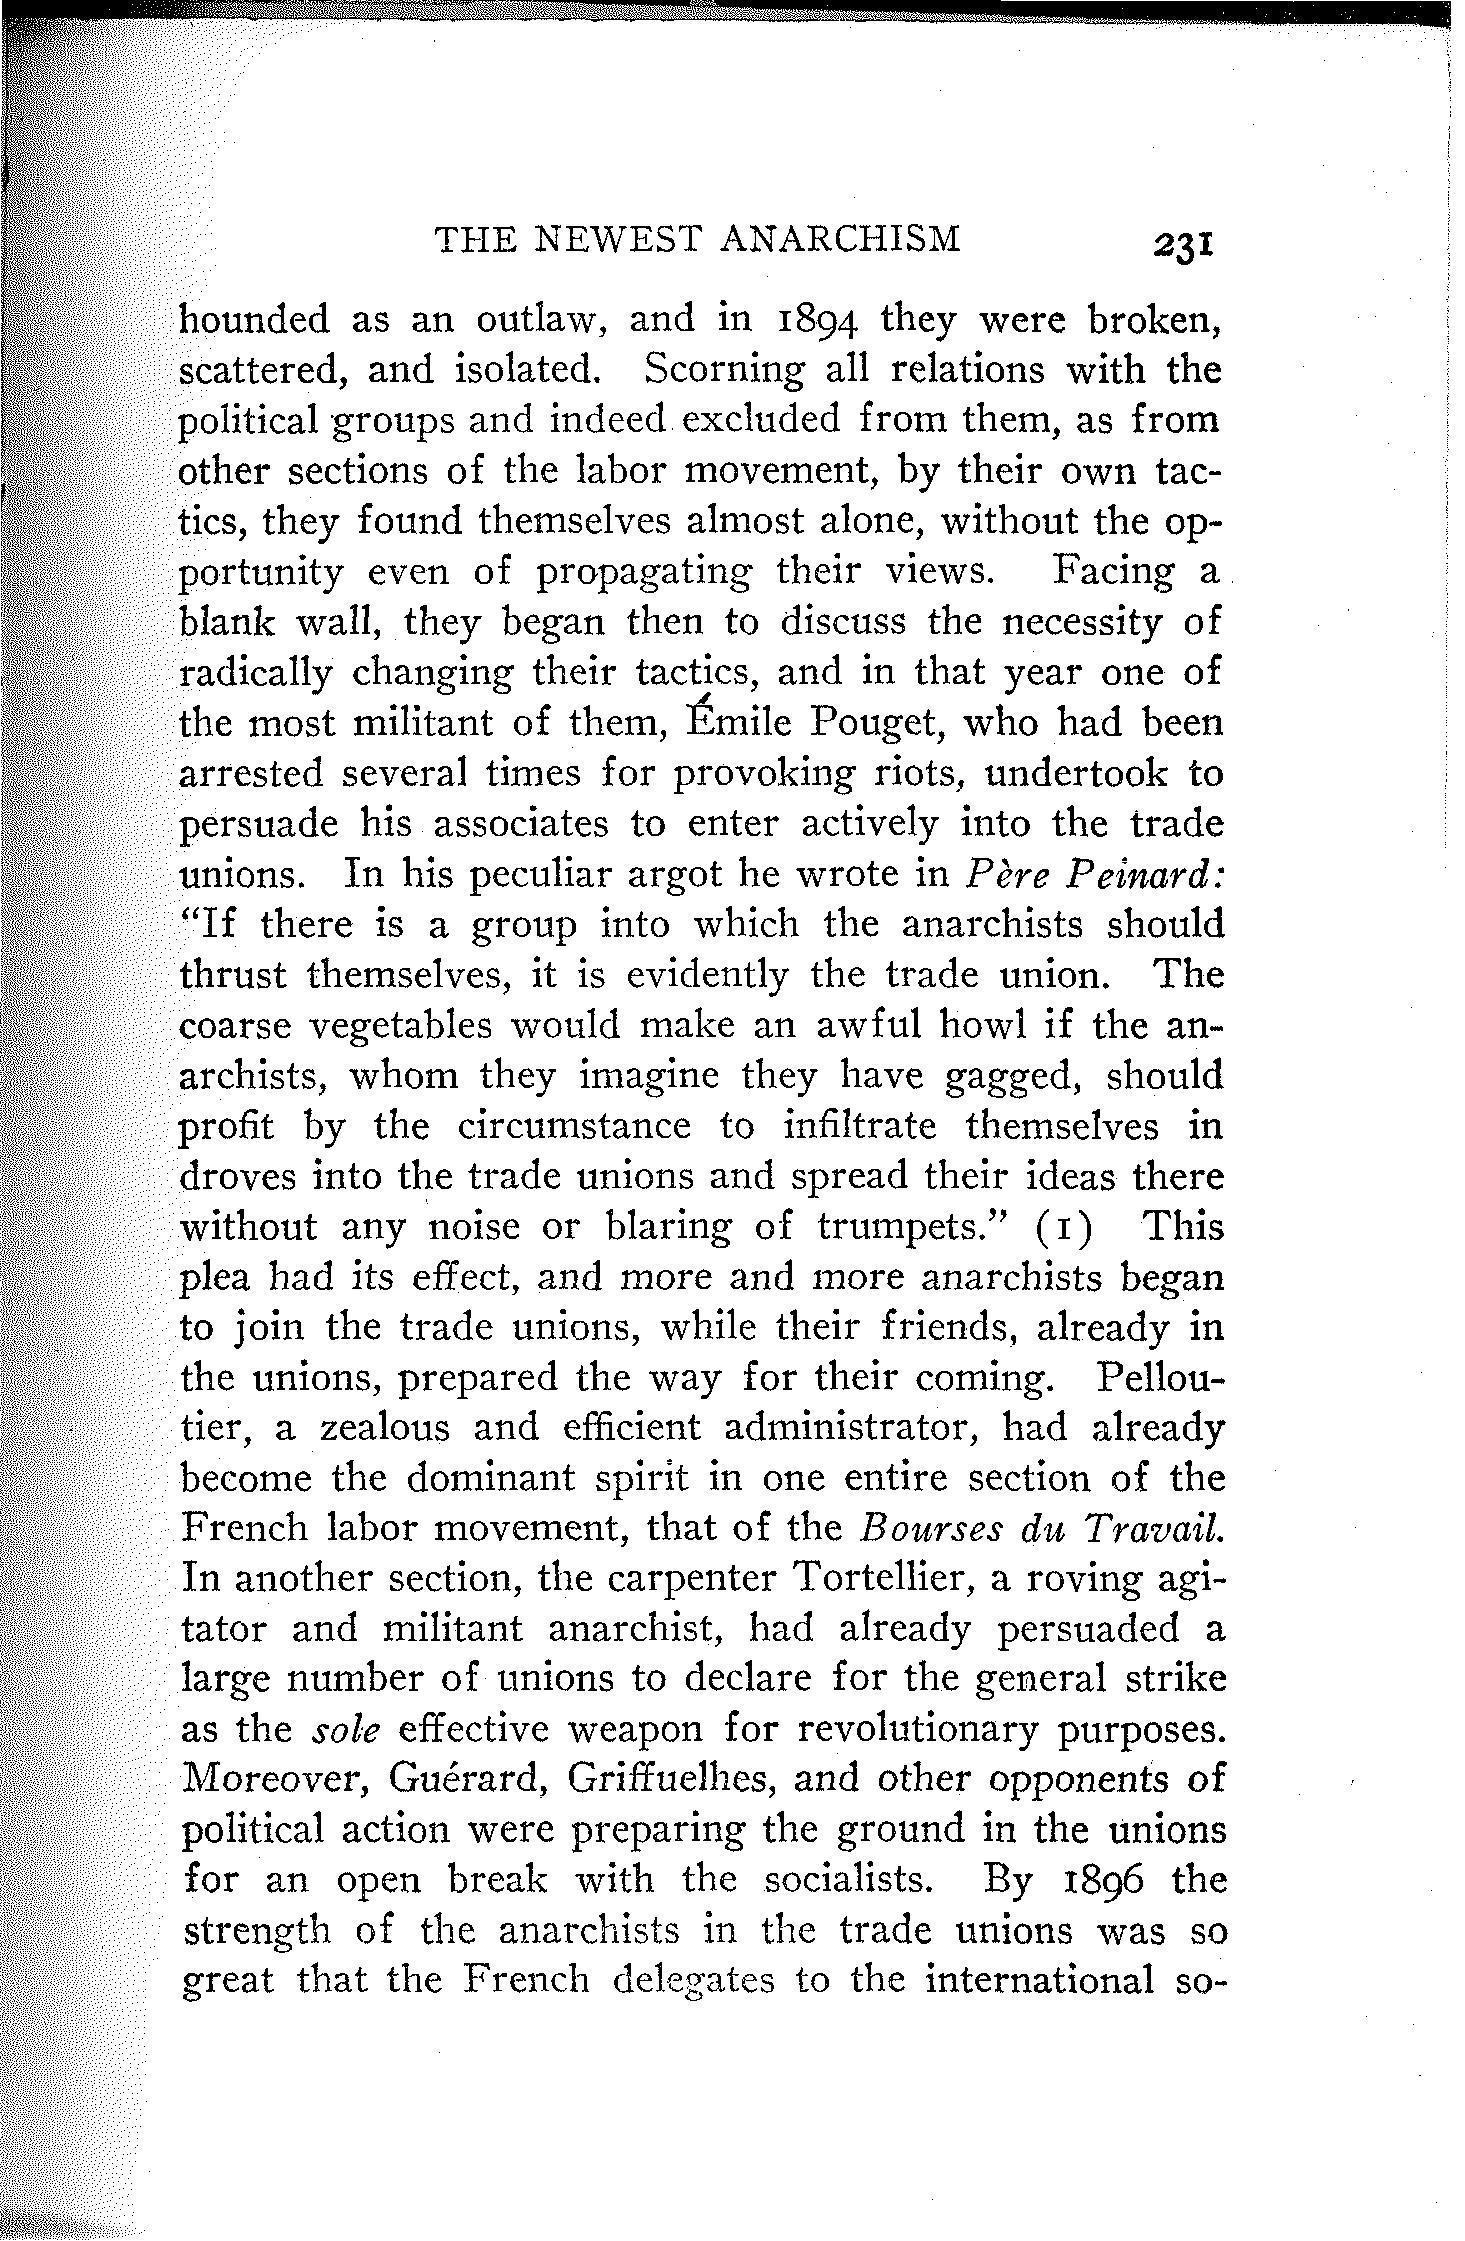 THE NEWEST ANARCHISM 231
hounded as an outlaw, and in 1894 they were broken,
scattered, and isolated. Scorning all relations with the
political groups and indeed excluded from them, as from
other sections of the labor movement, by their own tac-
tics, they found themselves almost alone, without the op-
portunity even of propagating their views. Facing a
blank wall, they began then to discuss the necessity of
radically changing their tactics, and in that year one of
the most militant of them, Émile Pouget, who had been
arrested several times for provoking riots, undertook to
persuade his associates to enter actively into the trade
unions. In his peculiar argot he wrote in Père Peinard:
“If there is a group into which the anarchists should
thrust themselves, it is evidently the trade union. The
coarse vegetables would make an awful howl if the an-
archists, whom they imagine they have gagged, should
profit by the circumstance to infiltrate themselves in
droves into the trade unions and spread their ideas there
without any noise or blaring of trumpets.” (1) This
plea had its effect, and more and more anarchists began
to join the trade unions, while their friends, already in
the unions, prepared the way for their coming. Pellou-
tier, a zealous and efficient administrator, had already
become the dominant spirit in one entire section of the
French labor movement, that of the Bourses du Travail.
In another section, the carpenter Tortellier, a roving agi-
tator and militant anarchist, had already persuaded a
large number of unions to declare for the general strike
as the sole effective weapon for revolutionary purposes.
Moreover, Guérard, Griffuelhes, and other opponents of
political action were preparing the ground in the unions
for an open break with the socialists. By 1896 the
strength of the anarchists in the trade unions was so
great that the French delegates to the international so-